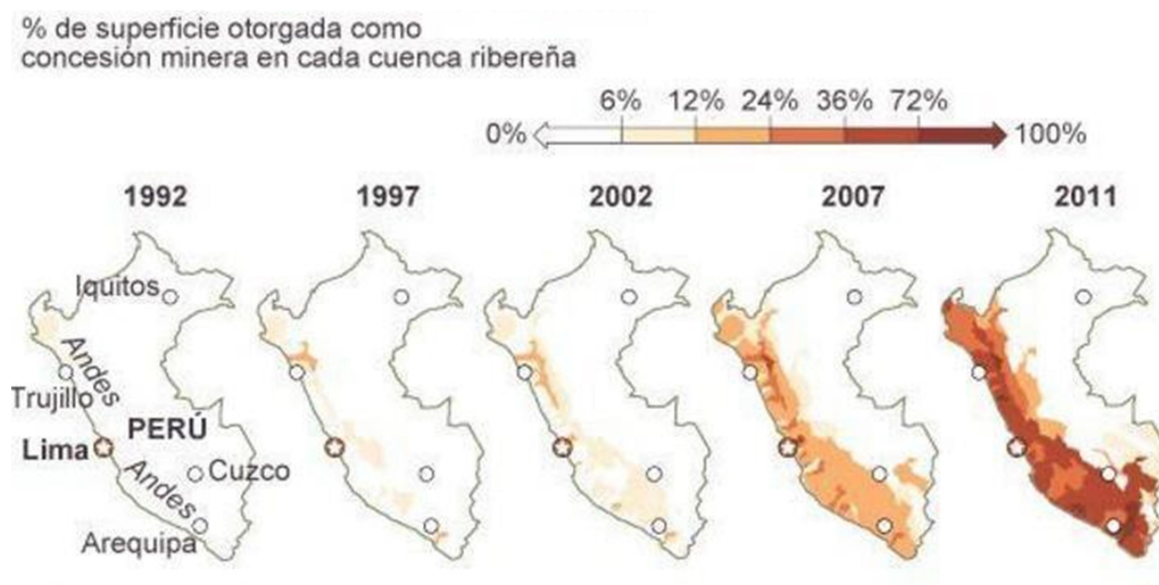 % de superficie otorgada como
concesión minera en cada cuenca ribereña
6% 12% 24% 36% 72%
0% 100%
1992 1997 2002 2007 2011
Iquitos
Andes
Trujillo
PERÚ
Lima
Cuzco
Andes
Arequipa